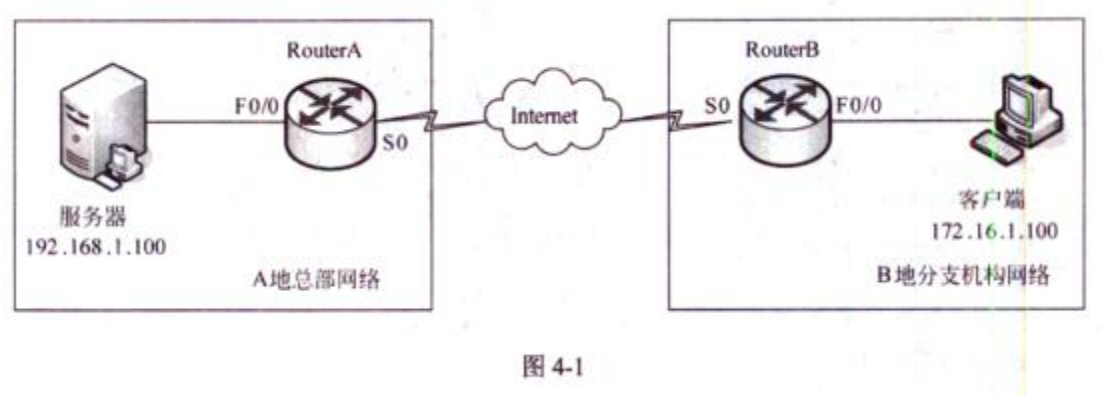 RouterA
RouterB
F0/0
S0
Internet
S0
F0/0
服务器
192.168.1.100
客户端
172.16.1.100
A地总部网络
B地分支机构网络
图 4-1